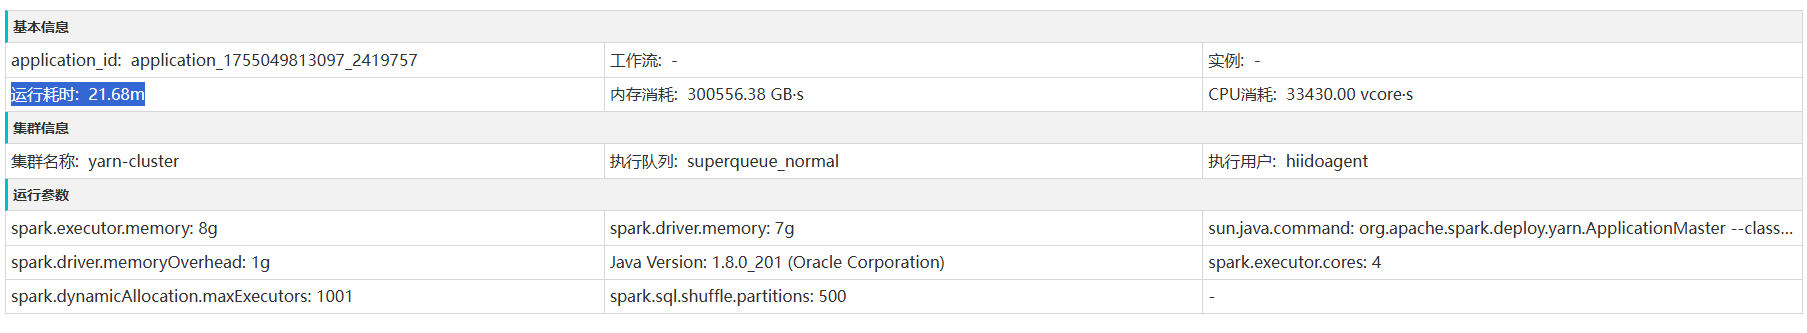 基本信息
application_id: application_1755049813097_2419757 工作流: - 实例: -
运行耗时: 21.68m 内存消耗: 300556.38 GB·s CPU消耗: 33430.00 vcore·s
集群信息
集群名称: yarn-cluster 执行队列: superqueue_normal 执行用户: hiidoagent
运行参数
spark.executor.memory: 8g spark.driver.memory: 7g sun.java.command: org.apache.spark.deploy.yarn.ApplicationMaster --class...
spark.driver.memoryOverhead: 1g Java Version: 1.8.0_201 (Oracle Corporation) spark.executor.cores: 4
spark.dynamicAllocation.maxExecutors: 1001 spark.sql.shuffle.partitions: 500 -